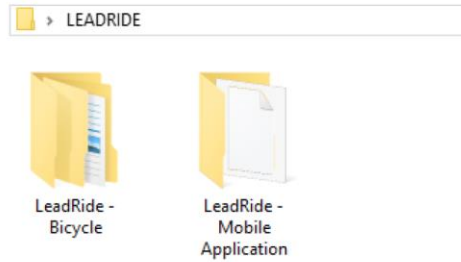 LEADRIDE
LeadRide -
Bicycle
LeadRide -
Mobile
Application